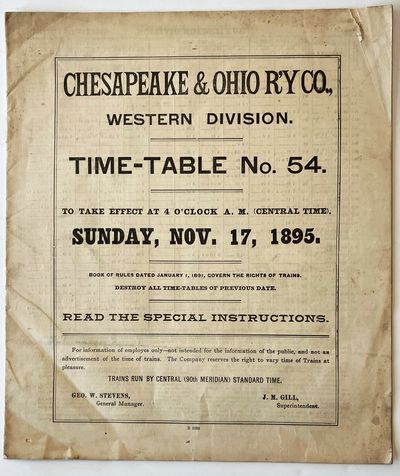 CHESAPEAKE & OHIO R'Y CO.,
WESTERN DIVISION.
TIME-TABLE No. 54.
TO TAKE EFFECT AT 4 O'CLOCK A. M. (CENTRAL TIME),
SUNDAY, NOV. 17, 1895.
BOOK OF RULES DATED JANUARY 1, 1891, GOVERN THE RIGHTS OF TRAINS.
DESTROY ALL TIME-TABLES OF PREVIOUS DATE.
READ THE SPECIAL INSTRUCTIONS.
For information of employes only—not intended for the information of the public, and not as
advertisement of the time of trains. The Company reserves the right to vary time of Trains at
pleasure.
TRAINS RUN BY CENTRAL (90th MERIDIAN) STANDARD TIME.
GEO. W. STEVENS,
General Manager.
J. M. GILL,
Superintendent.